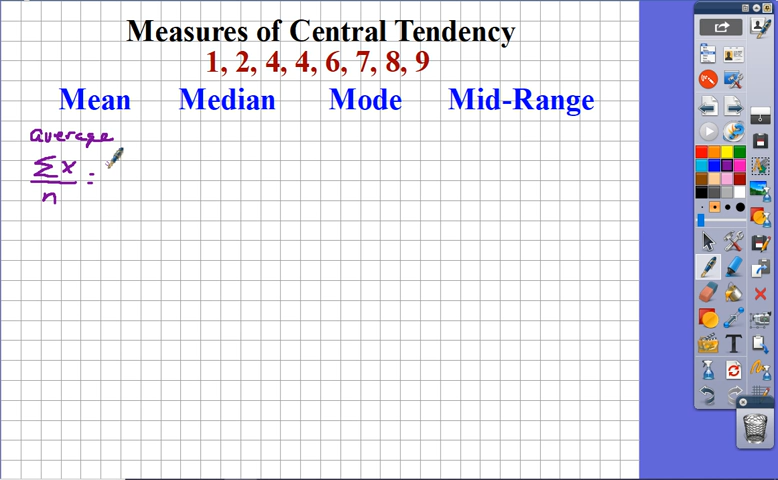 Measures of Central Tendency
1, 2, 4, 4, 6, 7, 8, 9
Mean Median Mode Mid-Range
average
Σx
n
=
T